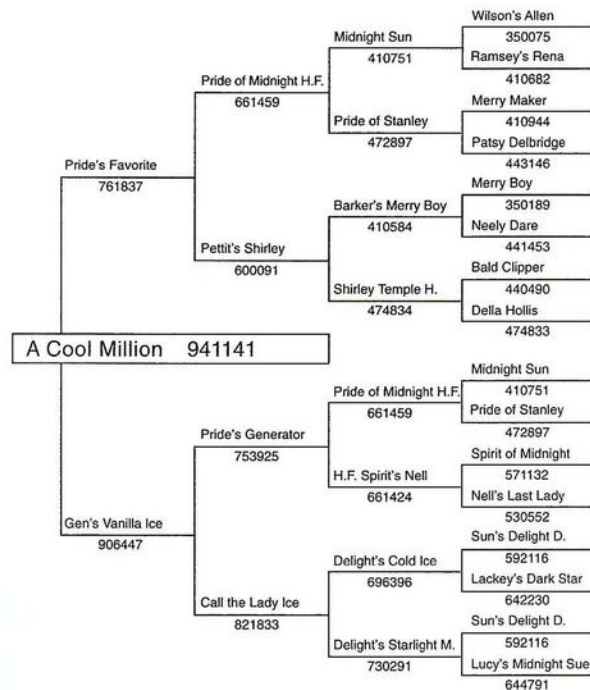 Wilson's Allen
Midnight Sun
350075
410751
Ramsey's Rena
Pride of Midnight H.F.
410682
661459
Merry Maker
Pride of Stanley
410944
472897
Patsy Delbridge
Pride's Favorite
443146
761837
Merry Boy
Barker's Merry Boy
350189
410584
Neely Dare
Pettit's Shirley
441453
600091
Bald Clipper
Shirley Temple H.
440490
474834
Della Hollis
474833
A Cool Million 941141
Midnight Sun
Pride of Midnight H.F.
410751
661459
Pride of Stanley
Pride's Generator
472897
753925
Spirit of Midnight
H.F. Spirit's Nell
571132
661424
Nell's Last Lady
Gen's Vanilla Ice
530552
906447
Sun's Delight D.
Delight's Cold Ice
592116
696396
Lackey's Dark Star
Call the Lady Ice
642230
821833
Sun's Delight D.
Delight's Starlight M.
592116
730291
Lucy's Midnight Sue
644791